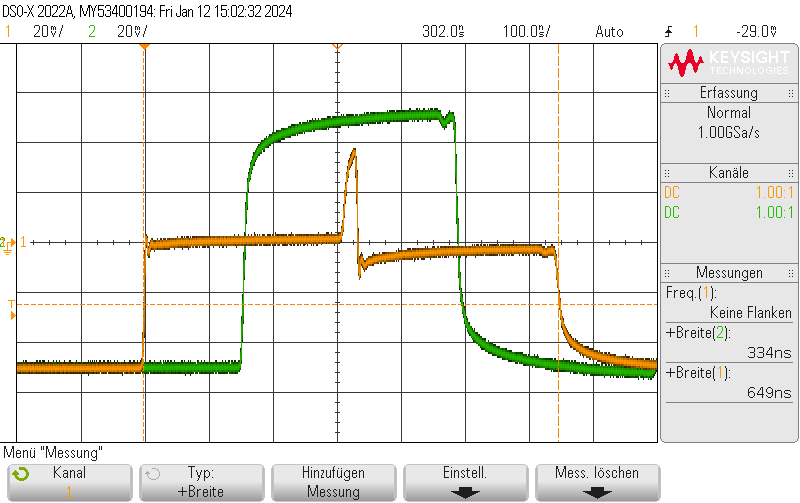 DSO-X 2022A, MY53400194: Fri Jan 12 15:02:32 2024
1 20V/ 2 20V/ 302.0s 100.0s/ Auto 1 -29.0V
KEYSIGHT
TECHNOLOGIES
Erfassung
Normal
1.00GSa/s
Kanäle
DC 1.00:1
DC 1.00:1
Messungen
Freq.(1):
Keine Flanken
+Breite(2):
334ns
+Breite(1):
649ns
2
1
T
Menü "Messung"
Kanal
1
Typ:
+Breite
Hinzufügen
Messung
Einstell.
Mess. löschen